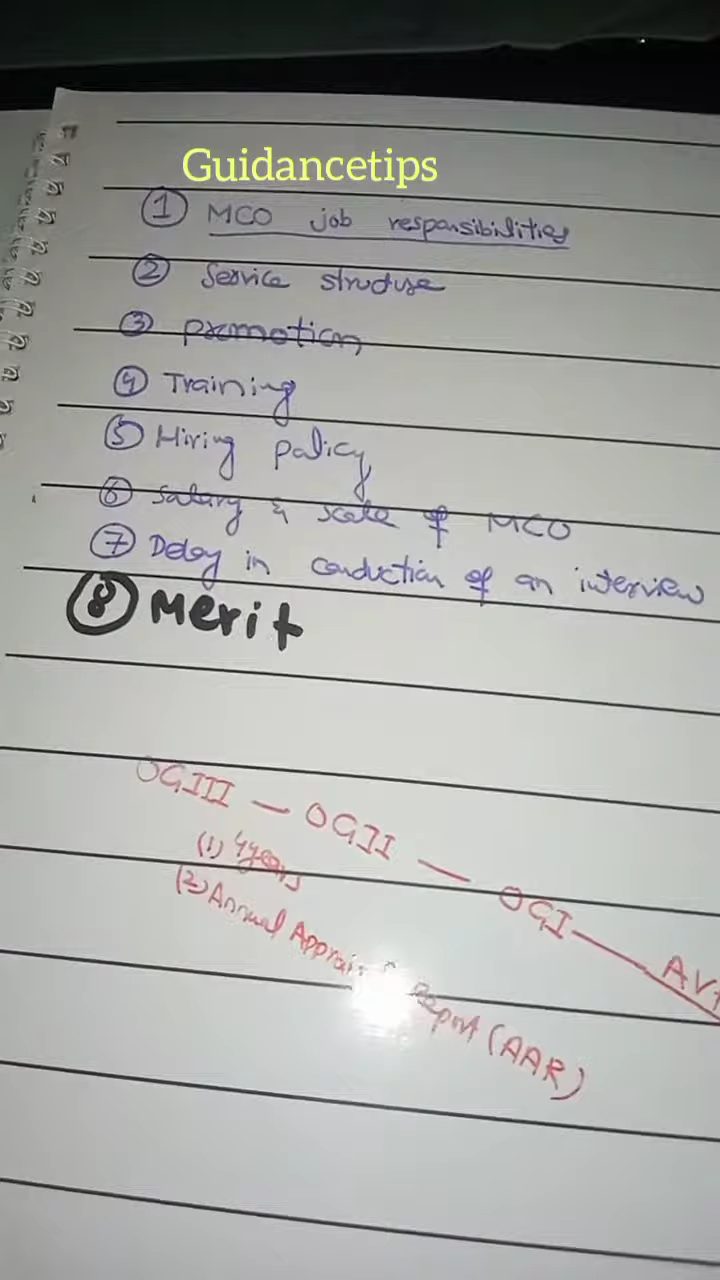 Guidancetips
① MCO job responsibilities
② Service structure
③ promotion
④ Training
⑤ Hiring policy
⑥ Salary & scale of MCO
⑦ Delay in conduction of an interview
⑧ Merit
OGIII — OGII — OGI —
(1) 4years
(2) Annual Report (AAR)